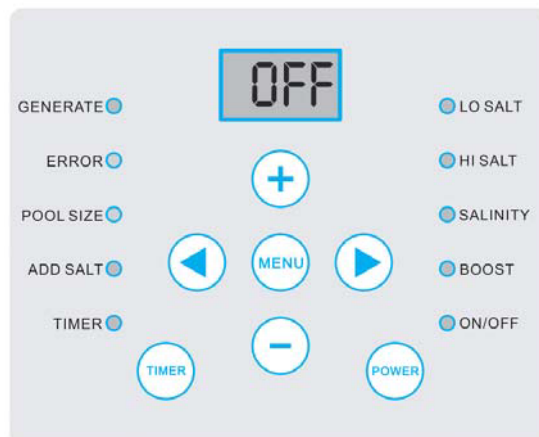 OFF
GENERATE
LO SALT
ERROR
+
HI SALT
POOL SIZE
SALINITY
ADD SALT
MENU
BOOST
TIMER
−
ON/OFF
TIMER
POWER